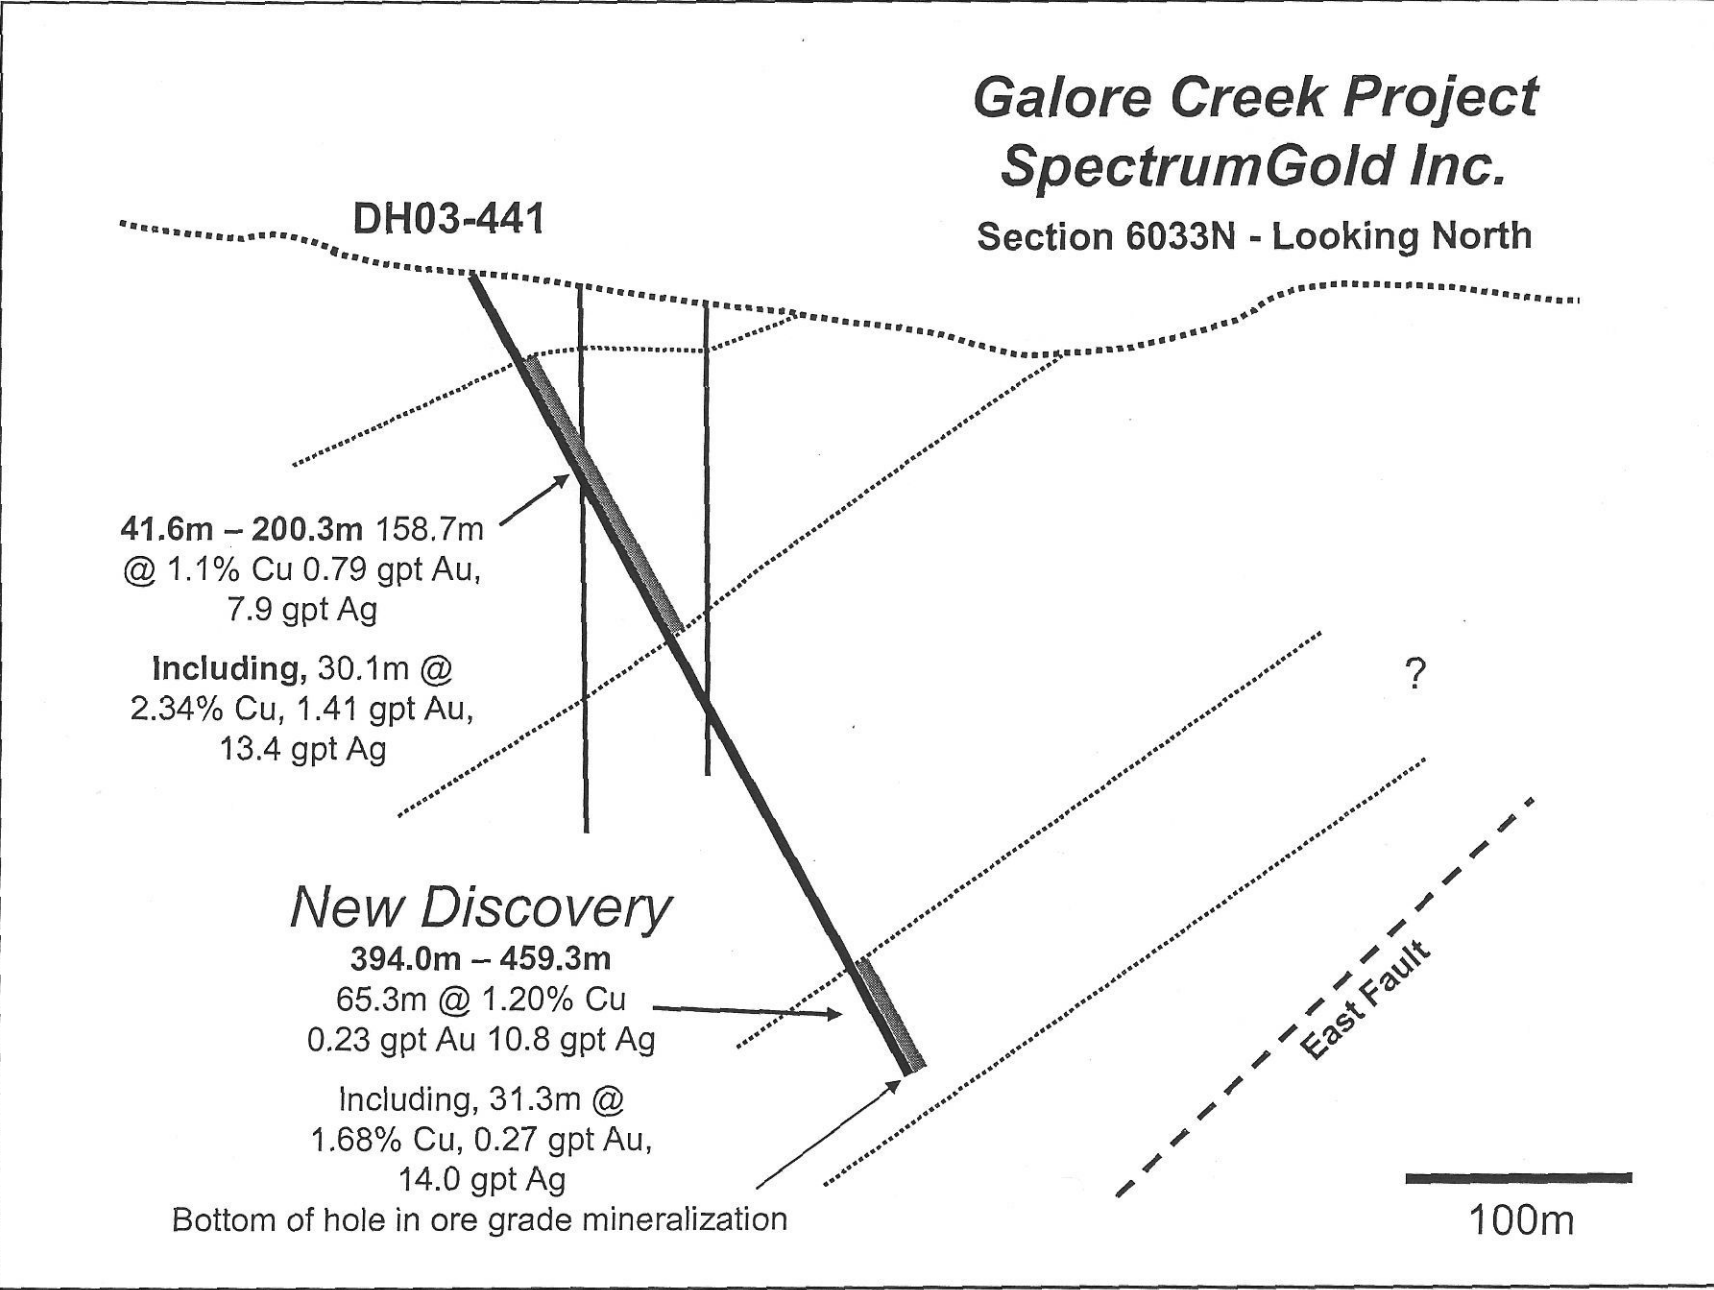 Galore Creek Project
SpectrumGold Inc.
Section 6033N - Looking North
DH03-441
41.6m – 200.3m 158.7m
@ 1.1% Cu 0.79 gpt Au,
7.9 gpt Ag
Including, 30.1m @
2.34% Cu, 1.41 gpt Au,
13.4 gpt Ag
?
New Discovery
394.0m – 459.3m
65.3m @ 1.20% Cu
0.23 gpt Au 10.8 gpt Ag
Including, 31.3m @
1.68% Cu, 0.27 gpt Au,
14.0 gpt Ag
Bottom of hole in ore grade mineralization
East Fault
100m